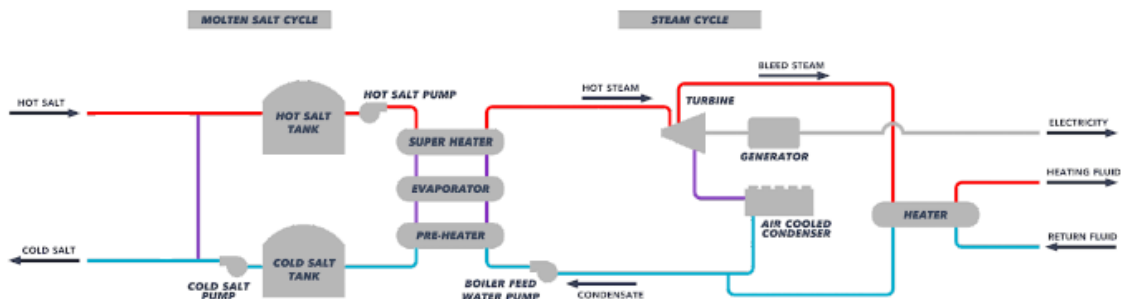 MOLTEN SALT CYCLE
STEAM CYCLE
HOT SALT
HOT SALT
TANK
HOT SALT PUMP
SUPER HEATER
EVAPORATOR
PRE-HEATER
COLD SALT
COLD SALT
PUMP
COLD SALT
TANK
BOILER FEED
WATER PUMP
CONDENSATE
HOT STEAM
TURBINE
BLEED STEAM
GENERATOR
AIR COOLED
CONDENSER
HEATER
ELECTRICITY
HEATING FLUID
RETURN FLUID